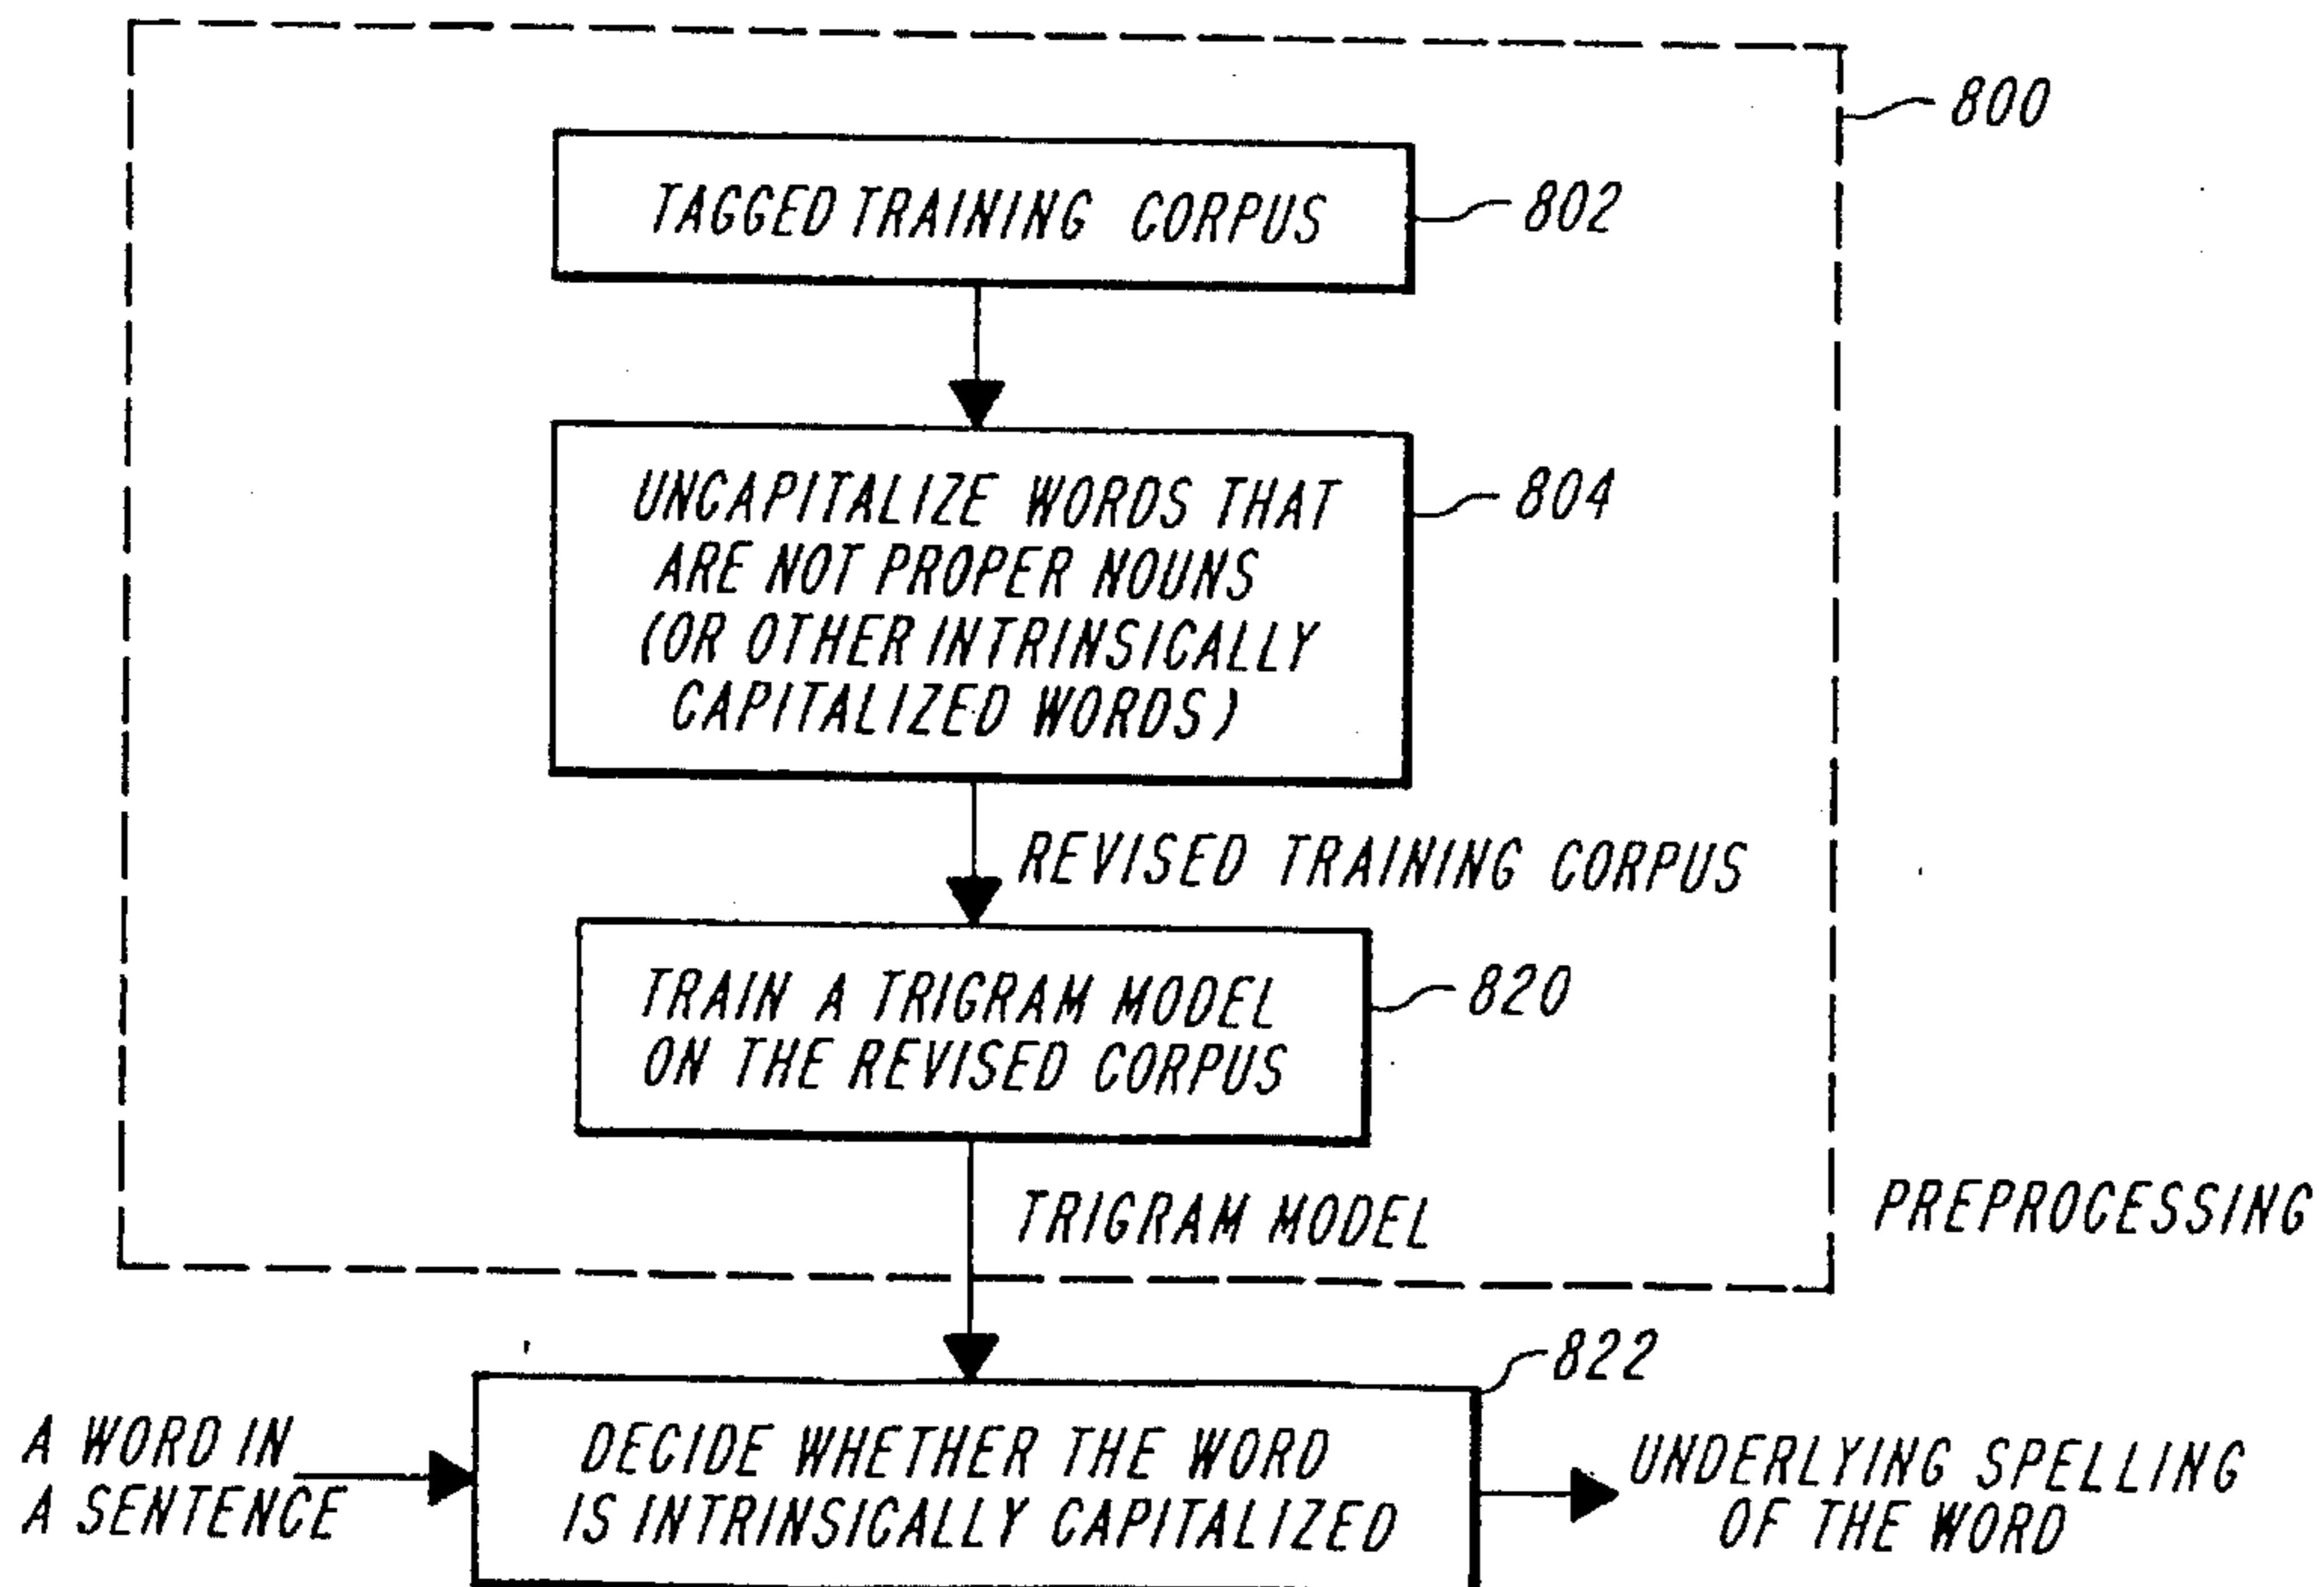 800
TAGGED TRAINING CORPUS
802
UNCAPITALIZE WORDS THAT
ARE NOT PROPER NOUNS
(OR OTHER INTRINSICALLY
CAPITALIZED WORDS)
804
REVISED TRAINING CORPUS
TRAIN A TRIGRAM MODEL
ON THE REVISED CORPUS
820
TRIGRAM MODEL
PREPROCESSING
822
A WORD IN
A SENTENCE
DECIDE WHETHER THE WORD
IS INTRINSICALLY CAPITALIZED
UNDERLYING SPELLING
OF THE WORD